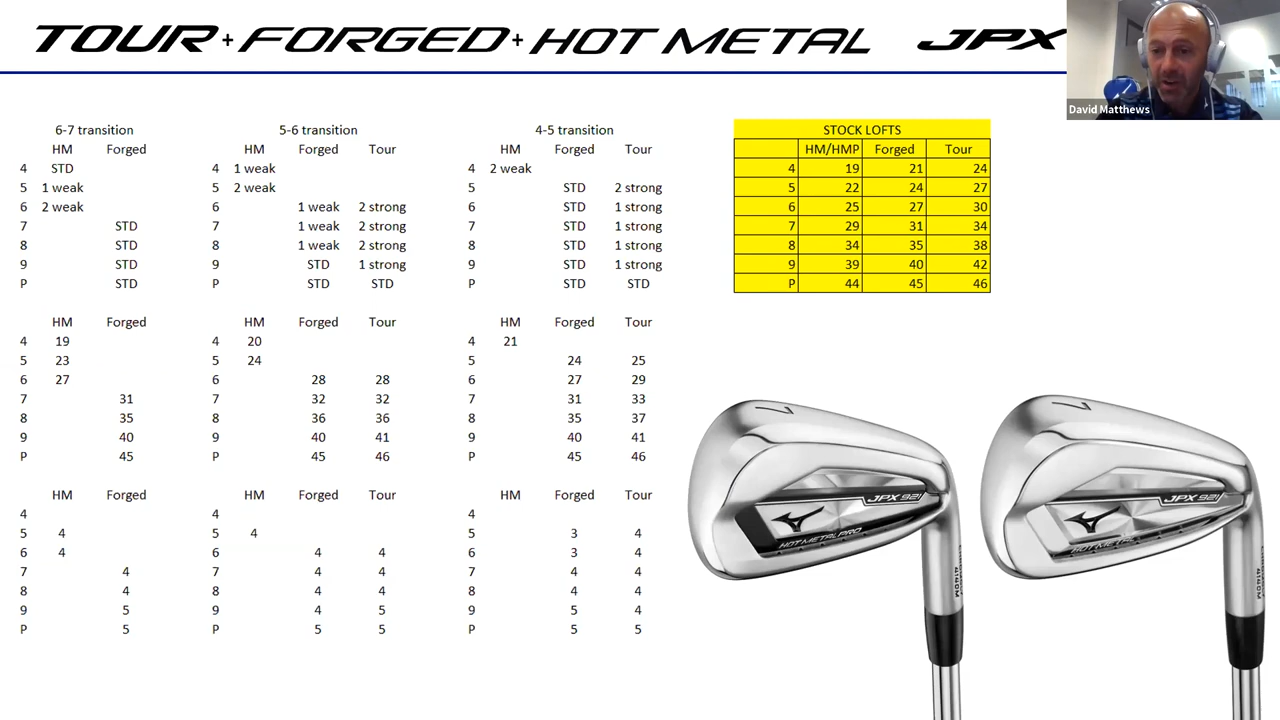 TOUR+FORGED+HOT METAL JPX
David Matthews
6-7 transition 5-6 transition 4-5 transition STOCK LOFTS
HM Forged HM Forged Tour HM Forged Tour HM/HMP Forged Tour
4 STD 4 1 weak 4 2 weak 4 19 21 24
5 1 weak 5 2 weak 5 STD 2 strong 5 22 24 27
6 2 weak 6 1 weak 2 strong 6 STD 1 strong 6 25 27 30
7 STD 7 1 weak 2 strong 7 STD 1 strong 7 29 31 34
8 STD 8 1 weak 2 strong 8 STD 1 strong 8 34 35 38
9 STD 9 STD 1 strong 9 STD 1 strong 9 39 40 42
P STD P STD STD P STD STD P 44 45 46
HM Forged HM Forged Tour HM Forged Tour
4 19 4 20 4 21
5 23 5 24 5 24 25
6 27 6 28 28 6 27 29
7 31 7 32 32 7 31 33
8 35 8 36 36 8 35 37
9 40 9 40 41 9 40 41
P 45 P 45 46 P 45 46
HM Forged HM Forged Tour HM Forged Tour
4 4 4
5 4 5 4 5 3 4
6 4 6 4 4 6 3 4
7 4 7 4 4 7 4 4
8 4 8 4 4 8 4 4
9 5 9 4 5 9 5 4
P 5 P 5 5 P 5 5
7
JPX 921
HOT METAL PRO
CHROMOLY 4140M
7
JPX 921
HOT METAL
CHROMOLY 4140M